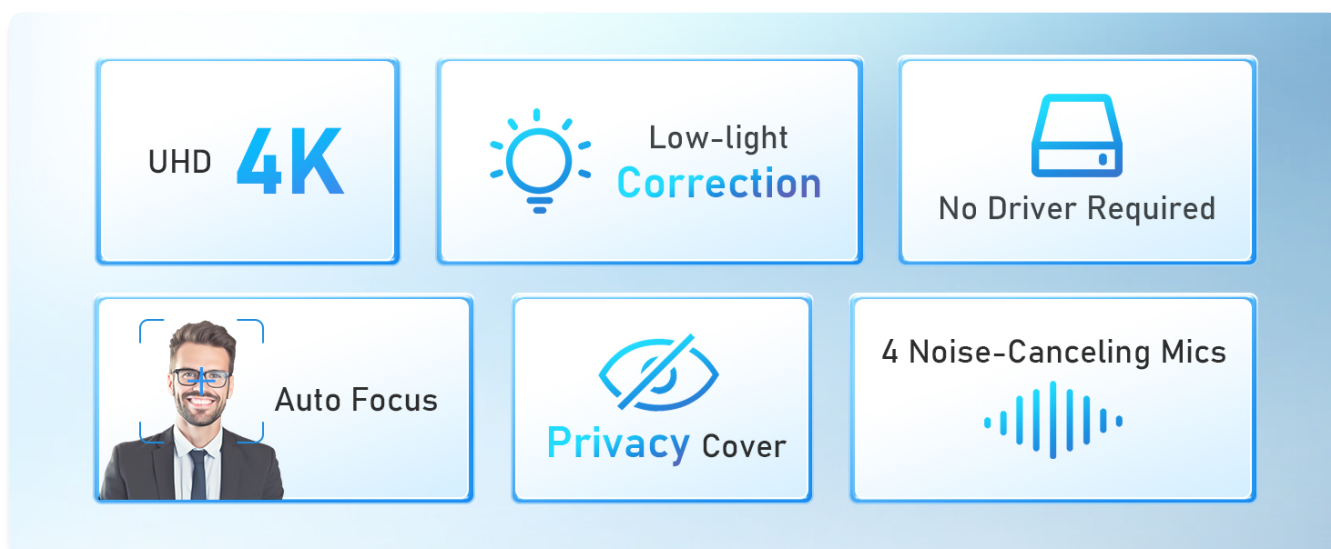 UHD 4K
Low-light
Correction
No Driver Required
Auto Focus
Privacy Cover
4 Noise-Canceling Mics